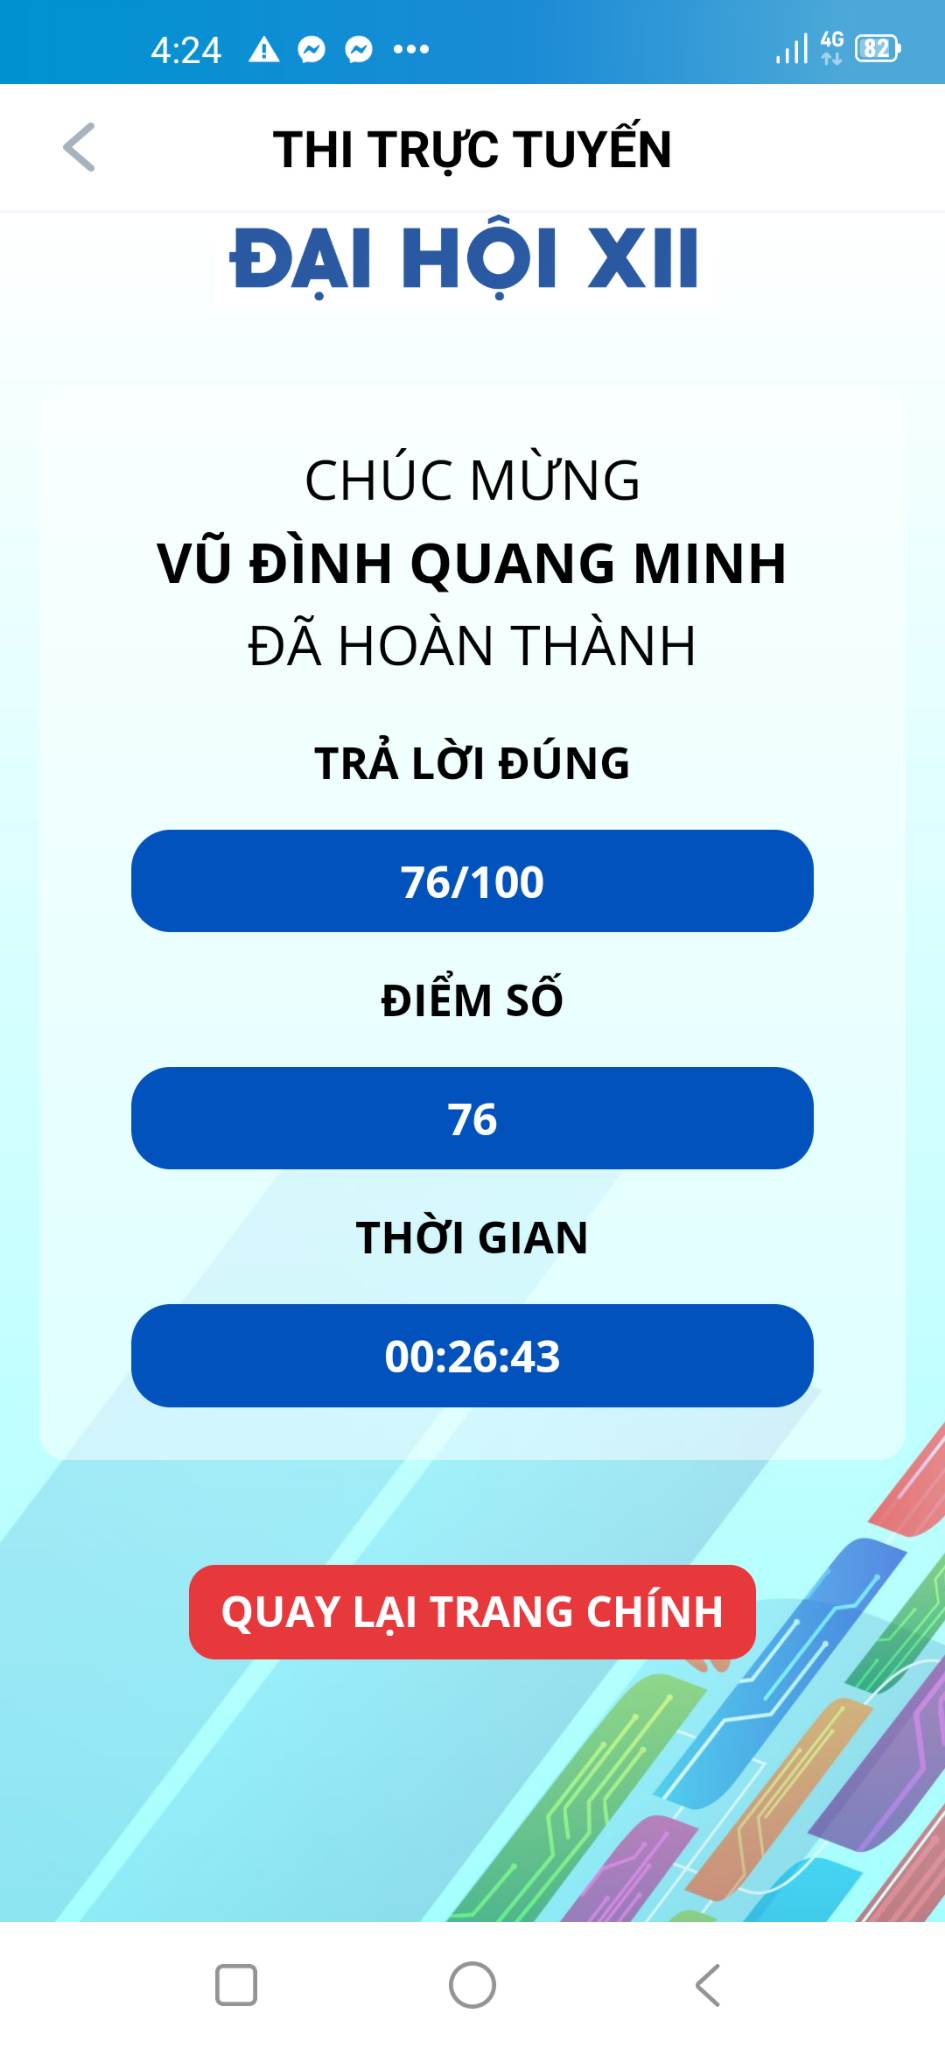 4:24 4G 82
THI TRỰC TUYẾN
ĐẠI HỘI XII
CHÚC MỪNG
VŨ ĐÌNH QUANG MINH
ĐÃ HOÀN THÀNH
TRẢ LỜI ĐÚNG
76/100
ĐIỂM SỐ
76
THỜI GIAN
00:26:43
QUAY LẠI TRANG CHÍNH